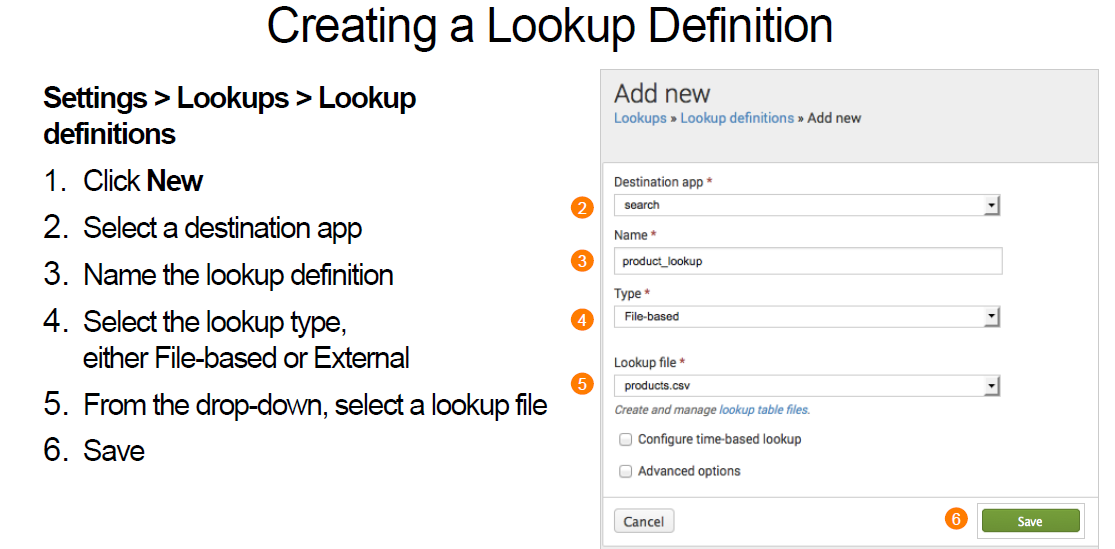 Creating a Lookup Definition
Settings > Lookups > Lookup
definitions
1. Click New
2. Select a destination app
3. Name the lookup definition
4. Select the lookup type,
either File-based or External
5. From the drop-down, select a lookup file
6. Save
Add new
Lookups » Lookup definitions » Add new
Destination app *
2 search
Name *
3 product_lookup
Type *
4 File-based
Lookup file *
5 products.csv
Create and manage lookup table files.
Configure time-based lookup
Advanced options
Cancel 6 Save